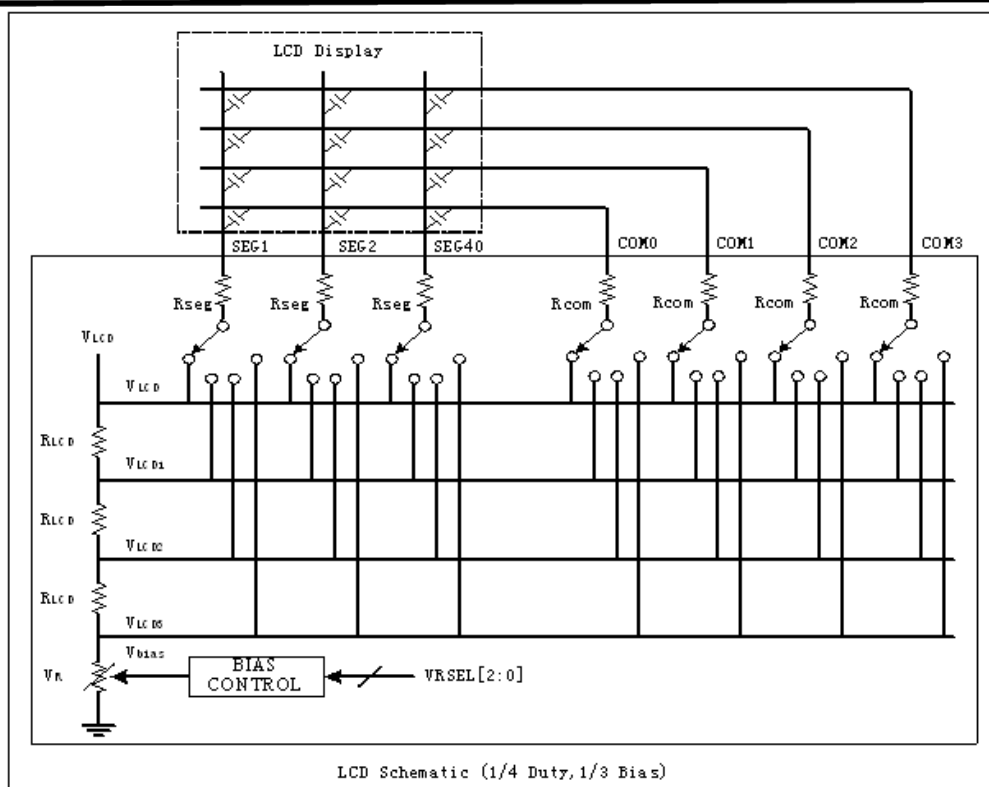 LCD Display
SEG1 SEG2 SEG40 COM0 COM1 COM2 COM3
Rseg Rseg Rseg Rcom Rcom Rcom Rcom
VLCD
VLCD
RLCD
VLCD1
RLCD
VLCD2
RLCD
VLCD3
Vbias
VR
BIAS
CONTROL
VRSEL[2:0]
LCD Schematic (1/4 Duty,1/3 Bias)